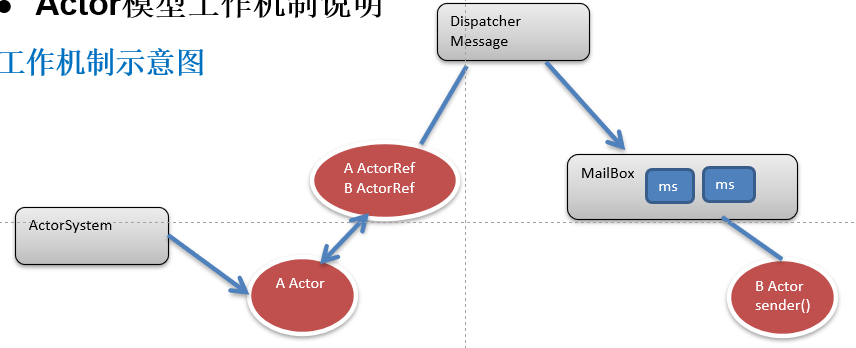 Actor模型工作机制说明
工作机制示意图
Dispatcher
Message
A ActorRef
B ActorRef
MailBox
ms
ms
ActorSystem
A Actor
B Actor
sender()